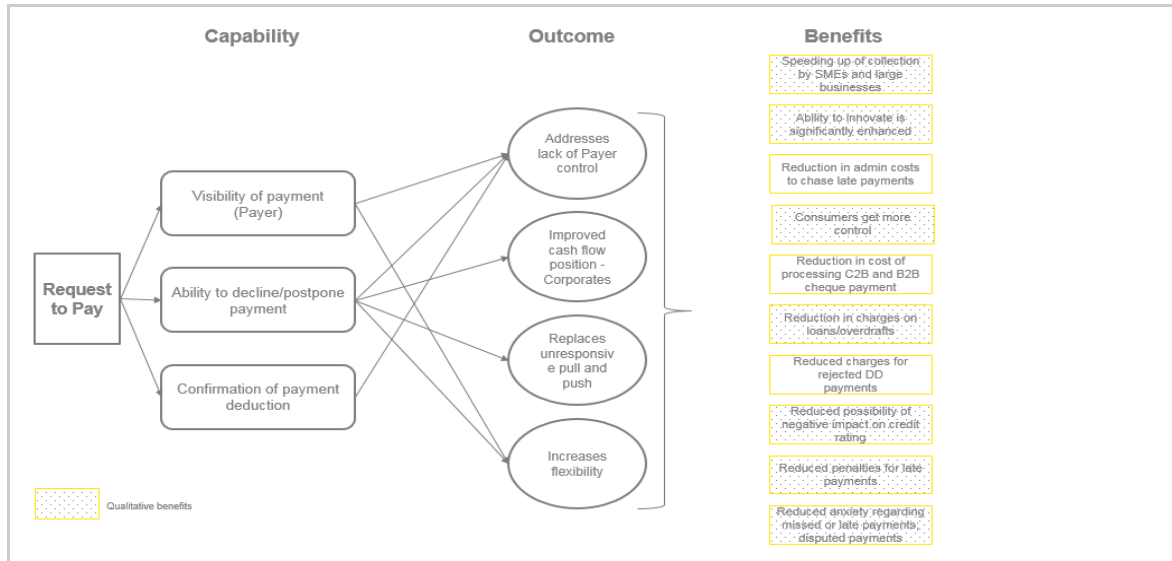 Capability
Outcome
Benefits
Request
to Pay
Visibility of payment
(Payer)
Ability to decline/postpone
payment
Confirmation of payment
deduction
Addresses
lack of Payer
control
Improved
cash flow
position -
Corporates
Replaces
unresponsiv
e pull and
push
Increases
flexibility
Speeding up of collection
by SMEs and large
businesses
Ability to innovate is
significantly enhanced
Reduction in admin costs
to chase late payments
Consumers get more
control
Reduction in cost of
processing C2B and B2B
cheque payment
Reduction in charges on
loans/overdrafts
Reduced charges for
rejected DD
payments
Reduced possibility of
negative impact on credit
rating
Reduced penalties for late
payments
Reduced anxiety regarding
missed or late payments,
disputed payments
Qualitative benefits